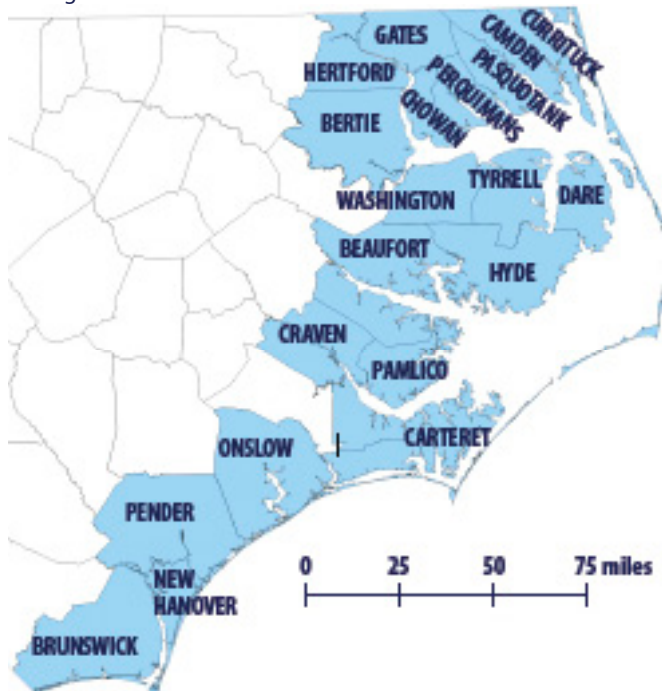 GATES
CAMDEN
CURRITUCK
HERTFORD
PERQUIMANS
PASQUOTANK
BERTIE
CHOWAN
WASHINGTON
TYRRELL
DARE
BEAUFORT
HYDE
CRAVEN
PAMLICO
ONSLOW
CARTERET
PENDER
NEW
HANOVER
BRUNSWICK
0 25 50 75 miles